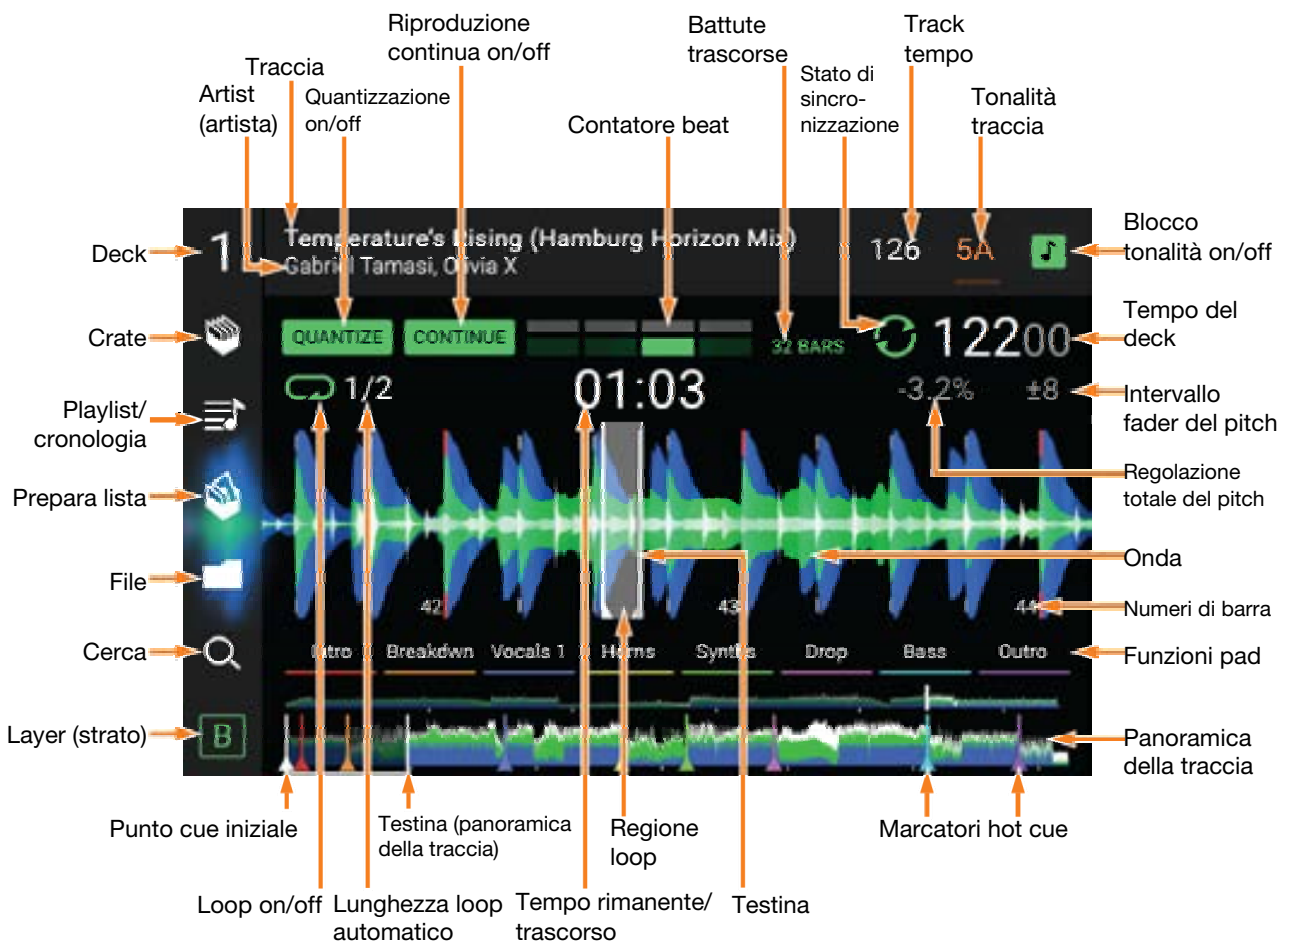 Riproduzione
continua on/off
Battute
trascorse
Track
tempo
Traccia
Stato di
sincro-
nizzazione
Artist
(artista)
Quantizzazione
on/off
Contatore beat
Tonalità
traccia
Deck
1
Temperature's Rising (Hamburg Horizon Mix)
Gabriel Tamasi, Olivia X
126
5A
Blocco
tonalità on/off
Crate
QUANTIZE
CONTINUE
32 BARS
12200
Tempo del
deck
1/2
01:03
-3.2%
±8
Intervallo
fader del pitch
Playlist/
cronologia
Prepara lista
Regolazione
totale del pitch
File
Onda
42
43
44
Numeri di barra
Cerca
Intro
Breakdwn
Vocals 1
Horns
Synths
Drop
Bass
Outro
Funzioni pad
Layer (strato)
B
Panoramica
della traccia
Punto cue iniziale
Testina (panoramica
della traccia)
Regione
loop
Marcatori hot cue
Loop on/off
Lunghezza loop
automatico
Tempo rimanente/
trascorso
Testina